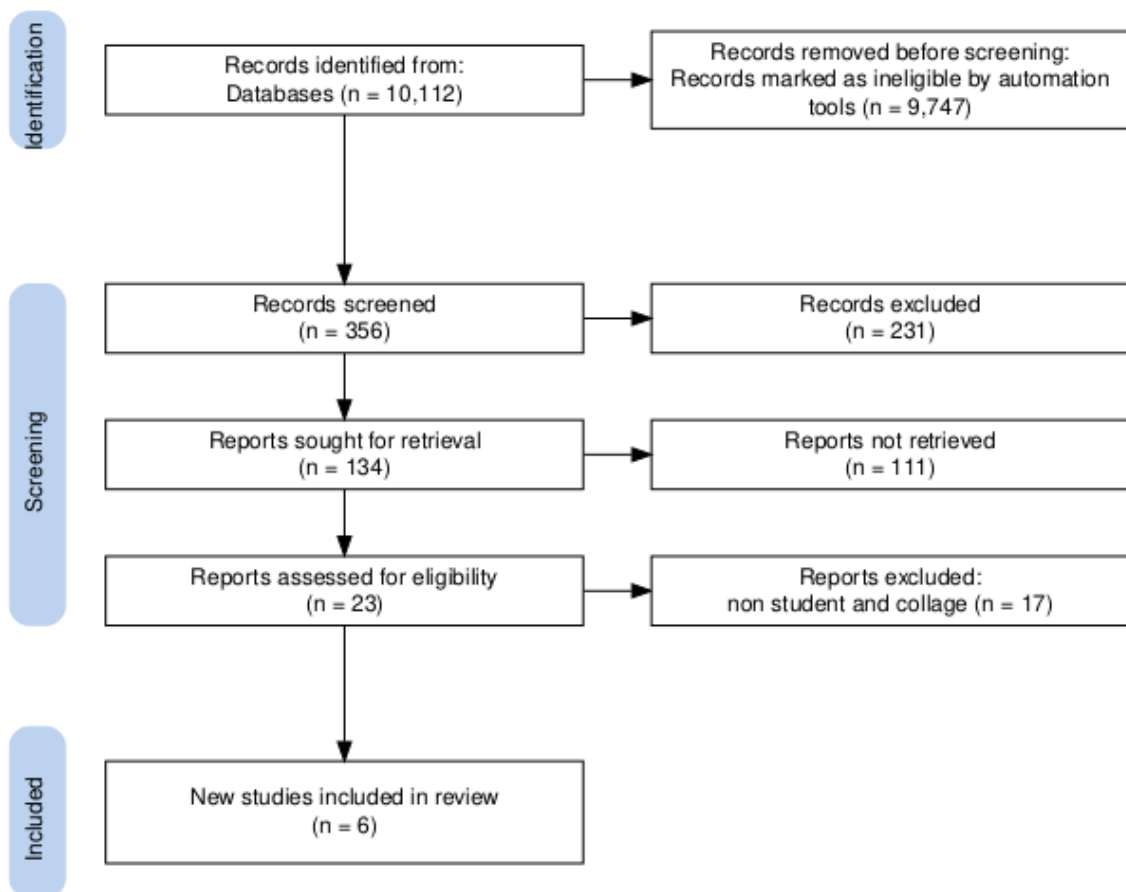 Identification
Records identified from:
Databases (n = 10,112)
Records removed before screening:
Records marked as ineligible by automation
tools (n = 9,747)
Screening
Records screened
(n = 356)
Records excluded
(n = 231)
Reports sought for retrieval
(n = 134)
Reports not retrieved
(n = 111)
Reports assessed for eligibility
(n = 23)
Reports excluded:
non student and collage (n = 17)
Included
New studies included in review
(n = 6)